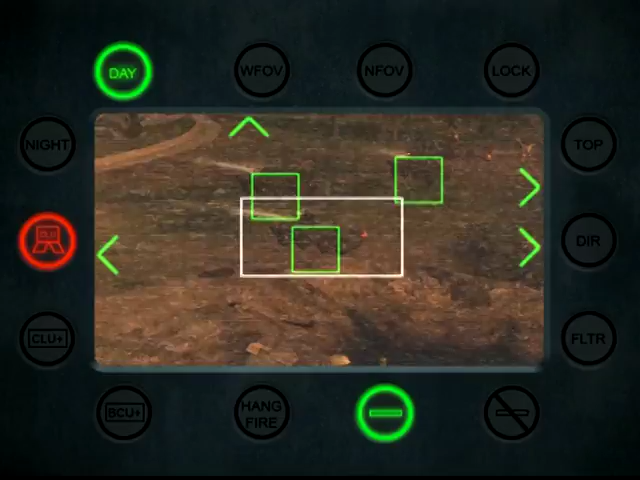 DAY
WFOV
NFOV
LOCK
NIGHT
TOP
DIR
CLU+
FLTR
BCU+
HANG
FIRE